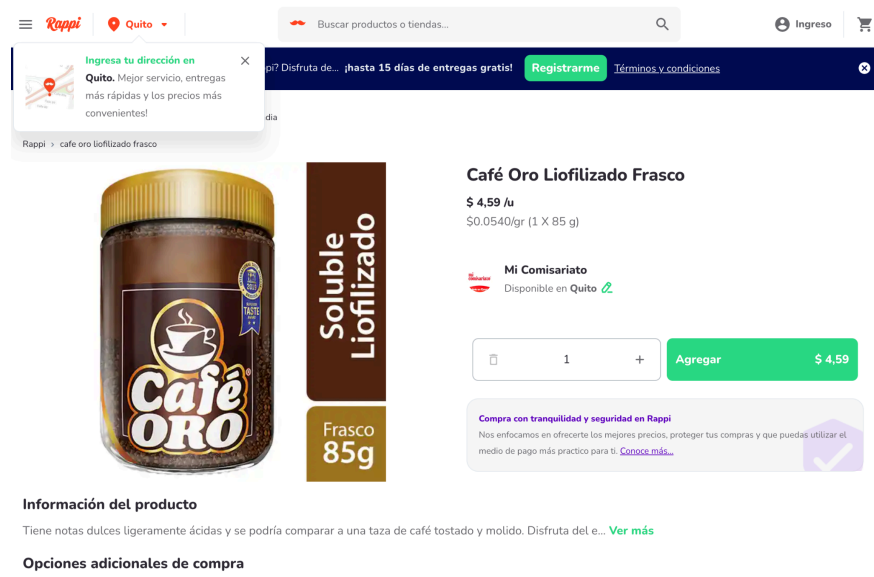 Rappi
Quito
Buscar productos o tiendas...
Ingreso
Ingresa tu dirección en
Quito. Mejor servicio, entregas
más rápidas y los precios más
convenientes!
pi? Disfruta de... ¡hasta 15 días de entregas gratis!
Registrarme
Términos y condiciones
dia
Rappi > cafe oro liofilizado frasco
Café
ORO
TASTE
2019
Soluble
Liofilizado
Frasco
85g
Café Oro Liofilizado Frasco
$ 4,59 /u
$0.0540/gr (1 X 85 g)
Mi Comisariato
Disponible en Quito
1
+
Agregar
$ 4,59
Compra con tranquilidad y seguridad en Rappi
Nos enfocamos en ofrecerte los mejores precios, proteger tus compras y que puedas utilizar el
medio de pago más practico para ti. Conoce más...
Información del producto
Tiene notas dulces ligeramente ácidas y se podría comparar a una taza de café tostado y molido. Disfruta del e... Ver más
Opciones adicionales de compra